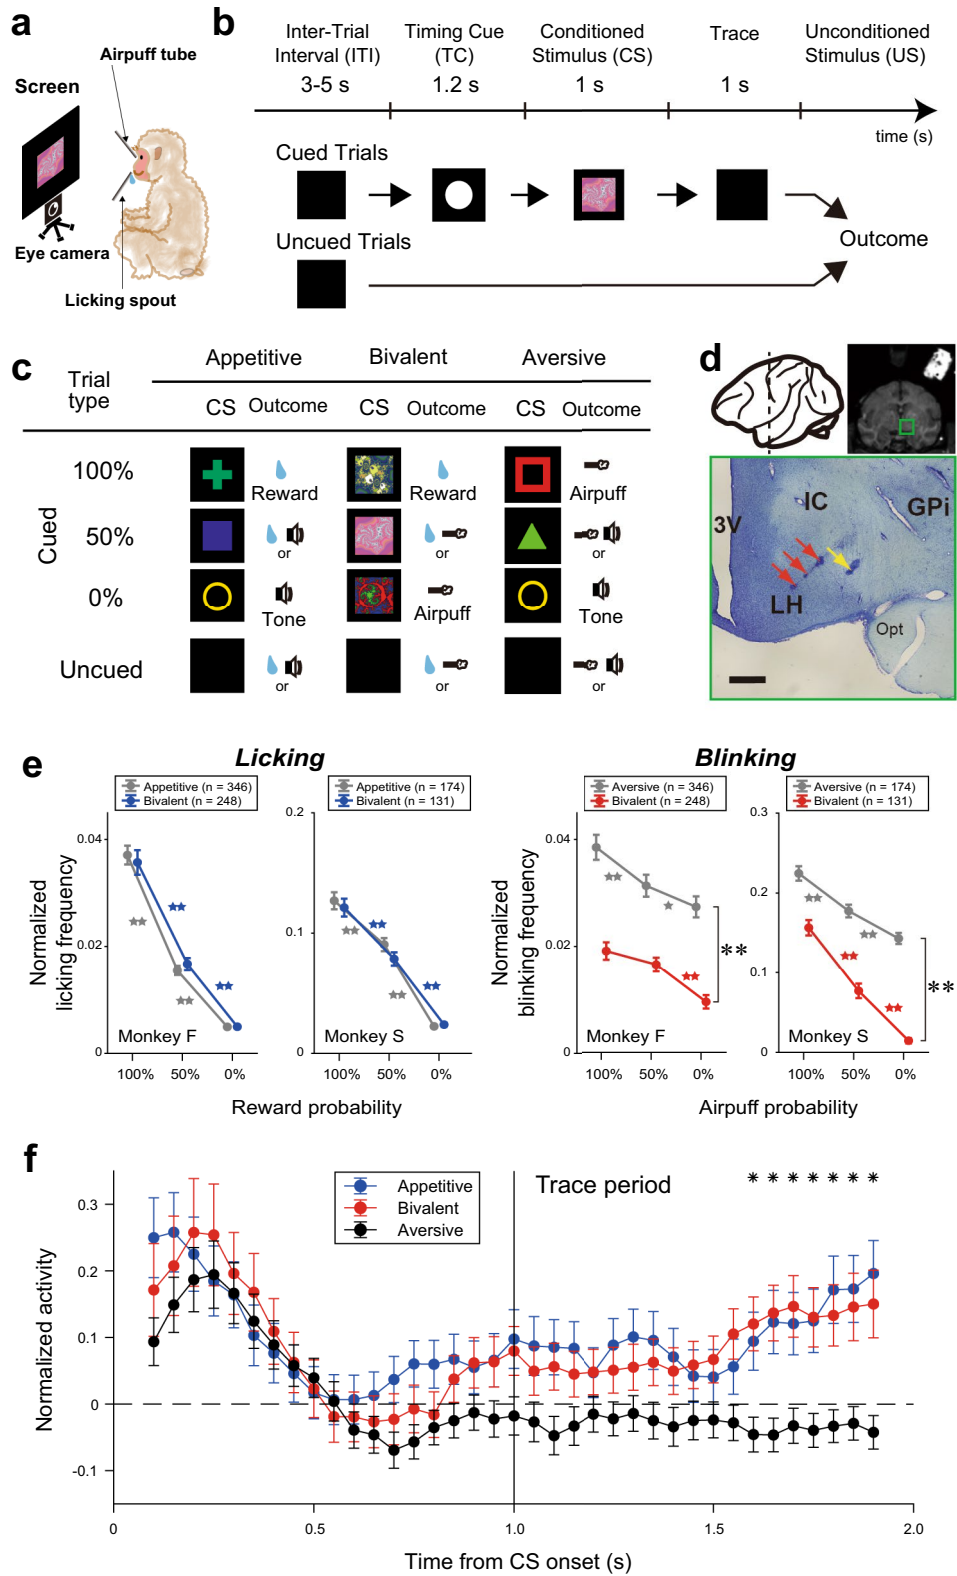 a
Airpuff tube
Screen
Eye camera
Licking spout
b
Inter-Trial
Interval (ITI)
3-5 s
Timing Cue
(TC)
1.2 s
Conditioned
Stimulus (CS)
1 s
Trace
1 s
Unconditioned
Stimulus (US)
time (s)
Cued Trials
Uncued Trials
Outcome
c
Trial
type
Appetitive
Bivalent
Aversive
CS Outcome
CS Outcome
CS Outcome
Cued
100%
Reward
Reward
Airpuff
50%
or
or
or
0%
Tone
Airpuff
Tone
Uncued
or
or
or
d
3V
IC
GPi
LH
Opt
e
Licking
Blinking
Appetitive (n = 346)
Bivalent (n = 248)
Appetitive (n = 174)
Bivalent (n = 131)
Aversive (n = 346)
Bivalent (n = 248)
Aversive (n = 174)
Bivalent (n = 131)
Normalized
licking frequency
0.04
0.02
0
Monkey F
100% 50% 0%
0.2
0.1
0
Monkey S
100% 50% 0%
Reward probability
Normalized
blinking frequency
0.04
0.02
0
**
Monkey F
100% 50% 0%
0.3
0.2
0.1
0
**
Monkey S
100% 50% 0%
Airpuff probability
f
Appetitive
Bivalent
Aversive
Trace period
* * * * * * *
Normalized activity
0.3
0.2
0.1
0
-0.1
0 0.5 1.0 1.5 2.0
Time from CS onset (s)